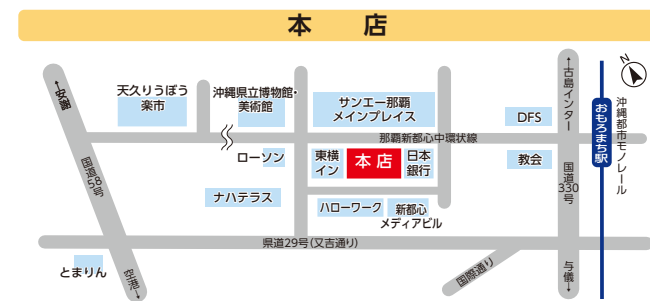 本店
←安謝
天久りうぼう
楽市
沖縄県立博物館・
美術館
サンエー那覇
メインプレイス
DFS
←古島インター
N
おもろまち駅
沖縄都市モノレール
那覇新都心中環状線
国道58号
ローソン
東横
イン
本店
日本
銀行
教会
国道
330
号
ナハテラス
ハローワーク
新都心
メディアビル
県道29号(又吉通り)
とまりん
空港→
国際通り
与儀→